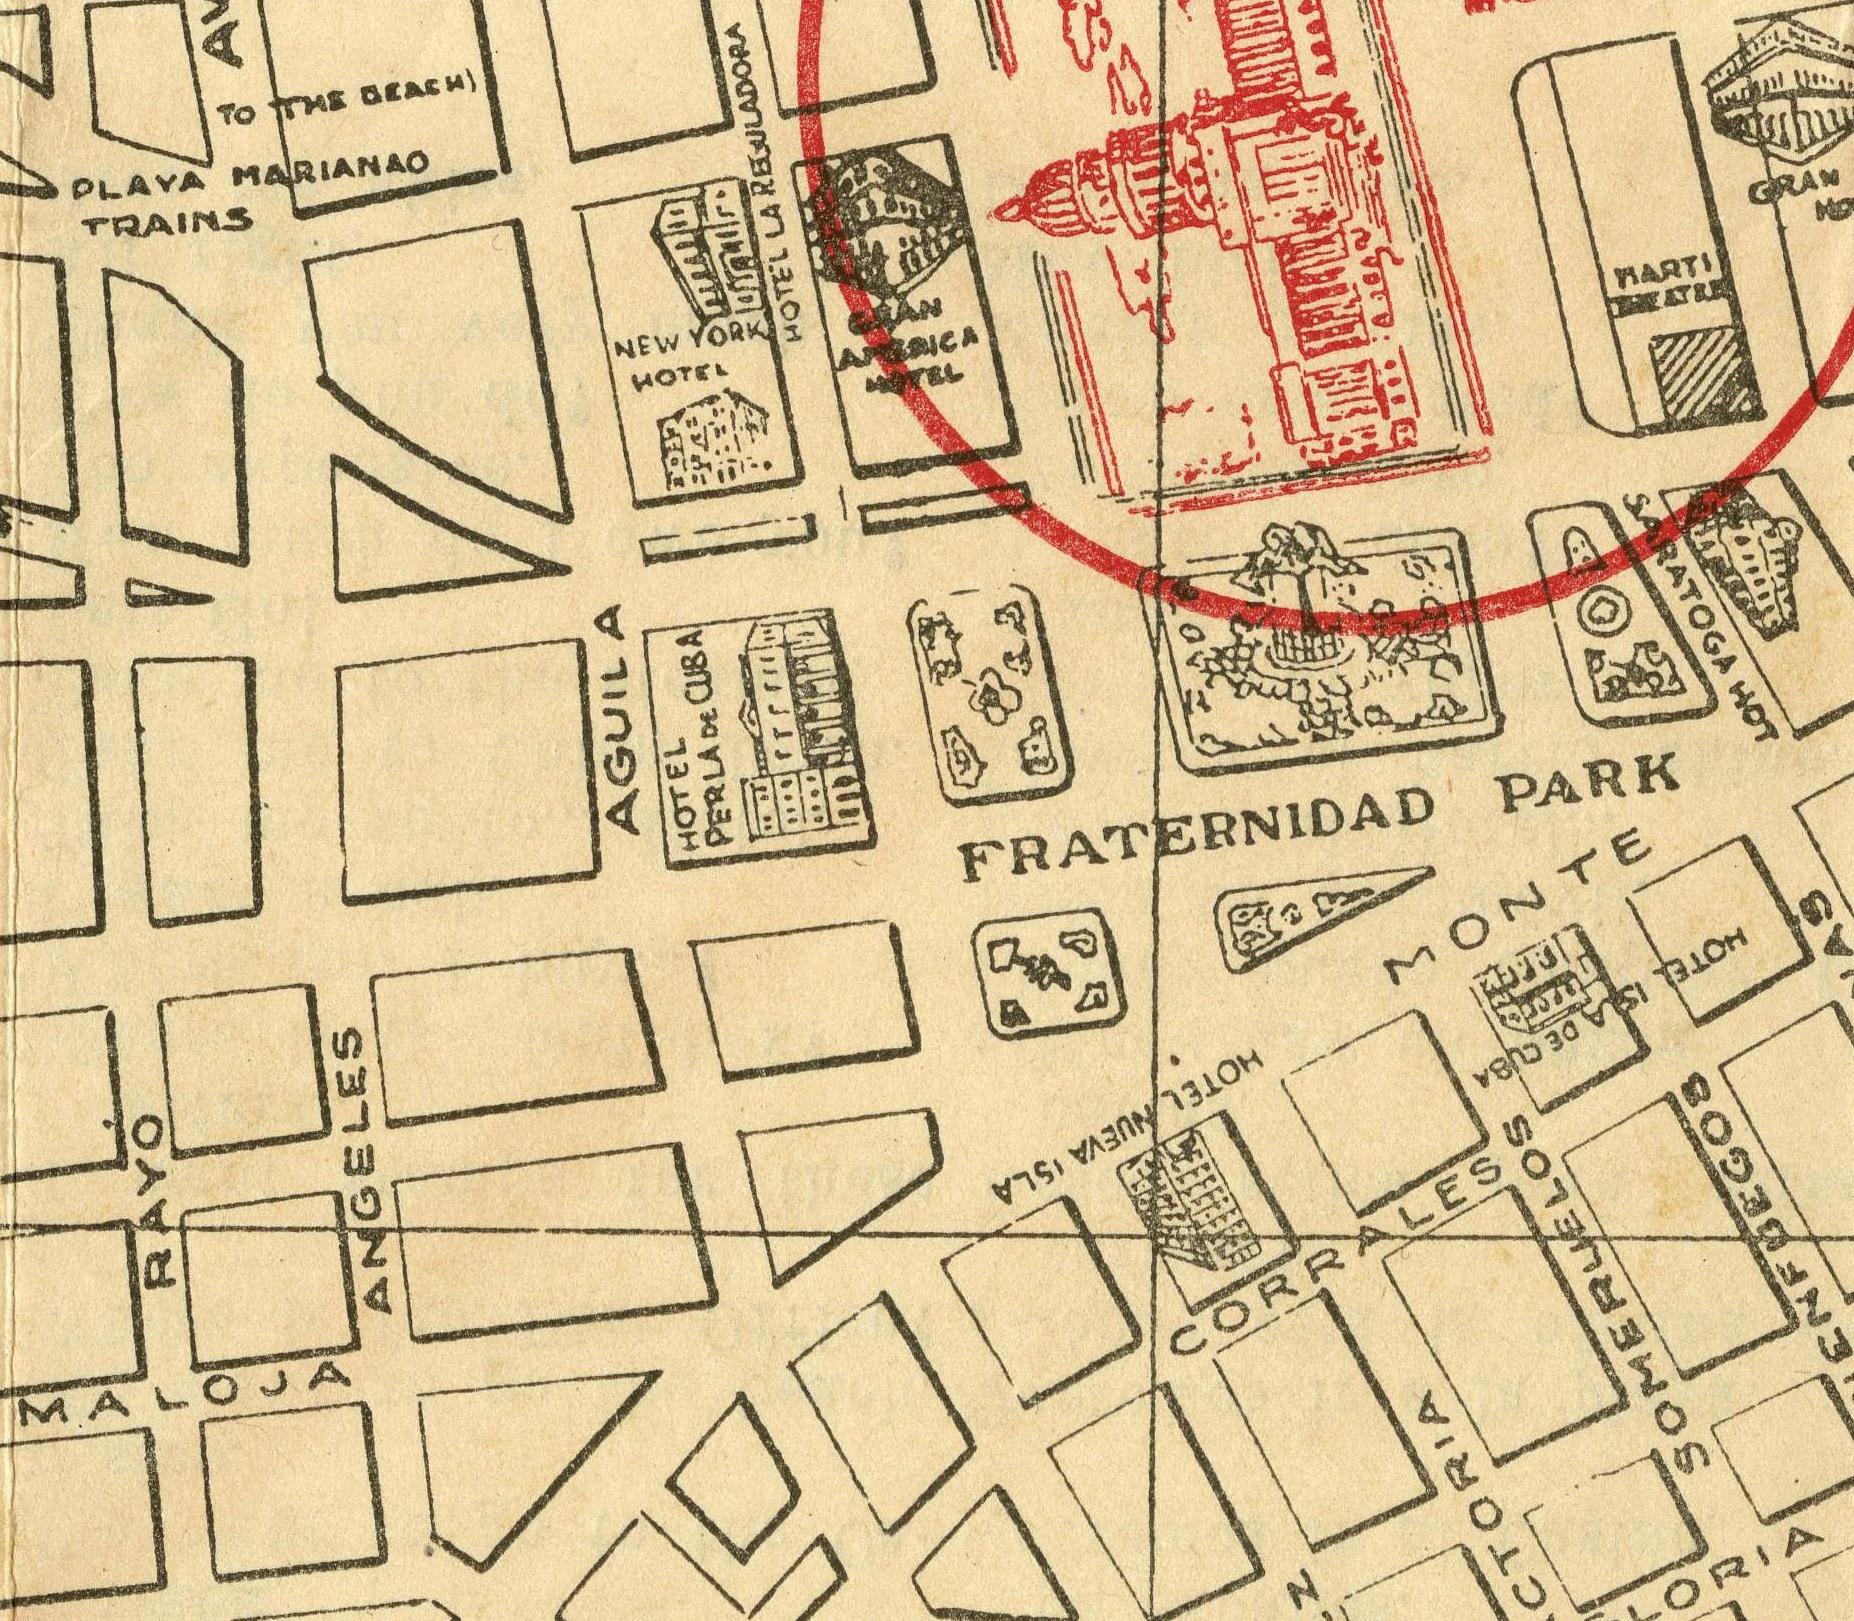 AV
TO THE BEACH)
PLAYA MARIANAO
TRAINS
HOTEL LA REGULADORA
NEW YORK
HOTEL
GRAN
AMERICA
HOTEL
MARTI
THEATRE
GRAN
SARATOGA HOTEL
AGUILA
HOTEL
PERLA DE CUBA
FRATERNIDAD PARK
MONTE
HOTEL ISLA DE CUBA
HOTEL NUEVA ISLA
RAYO
ANGELES
MALOJA
CORRALES
SOMERUELOS
CIENFUEGOS